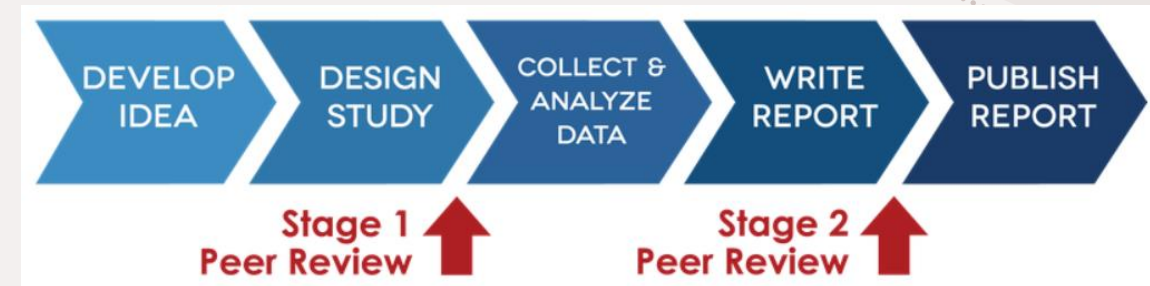 DEVELOP
IDEA
DESIGN
STUDY
COLLECT &
ANALYZE
DATA
WRITE
REPORT
PUBLISH
REPORT
Stage 1
Peer Review
Stage 2
Peer Review